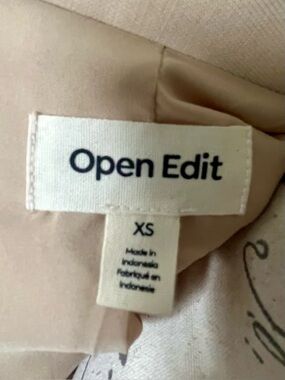 Open Edit
XS
Made in
Indonesia
Fabriqué en
Indonésie